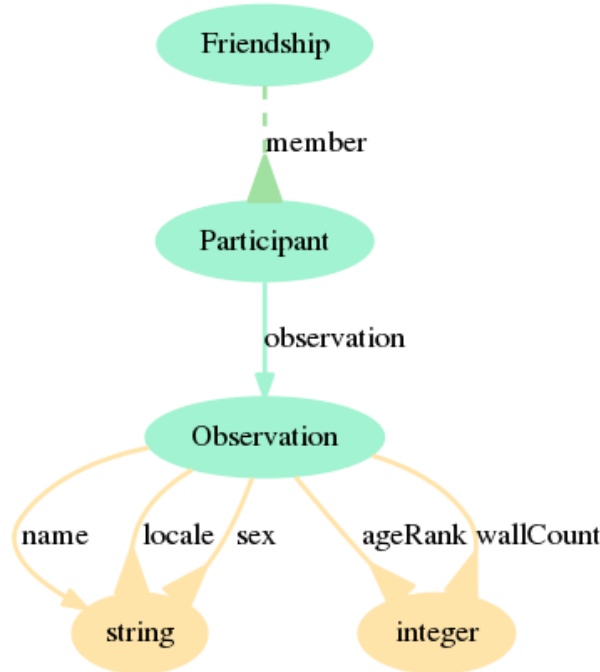 Friendship
member
Participant
observation
Observation
name
locale
sex
ageRank
wallCount
string
integer